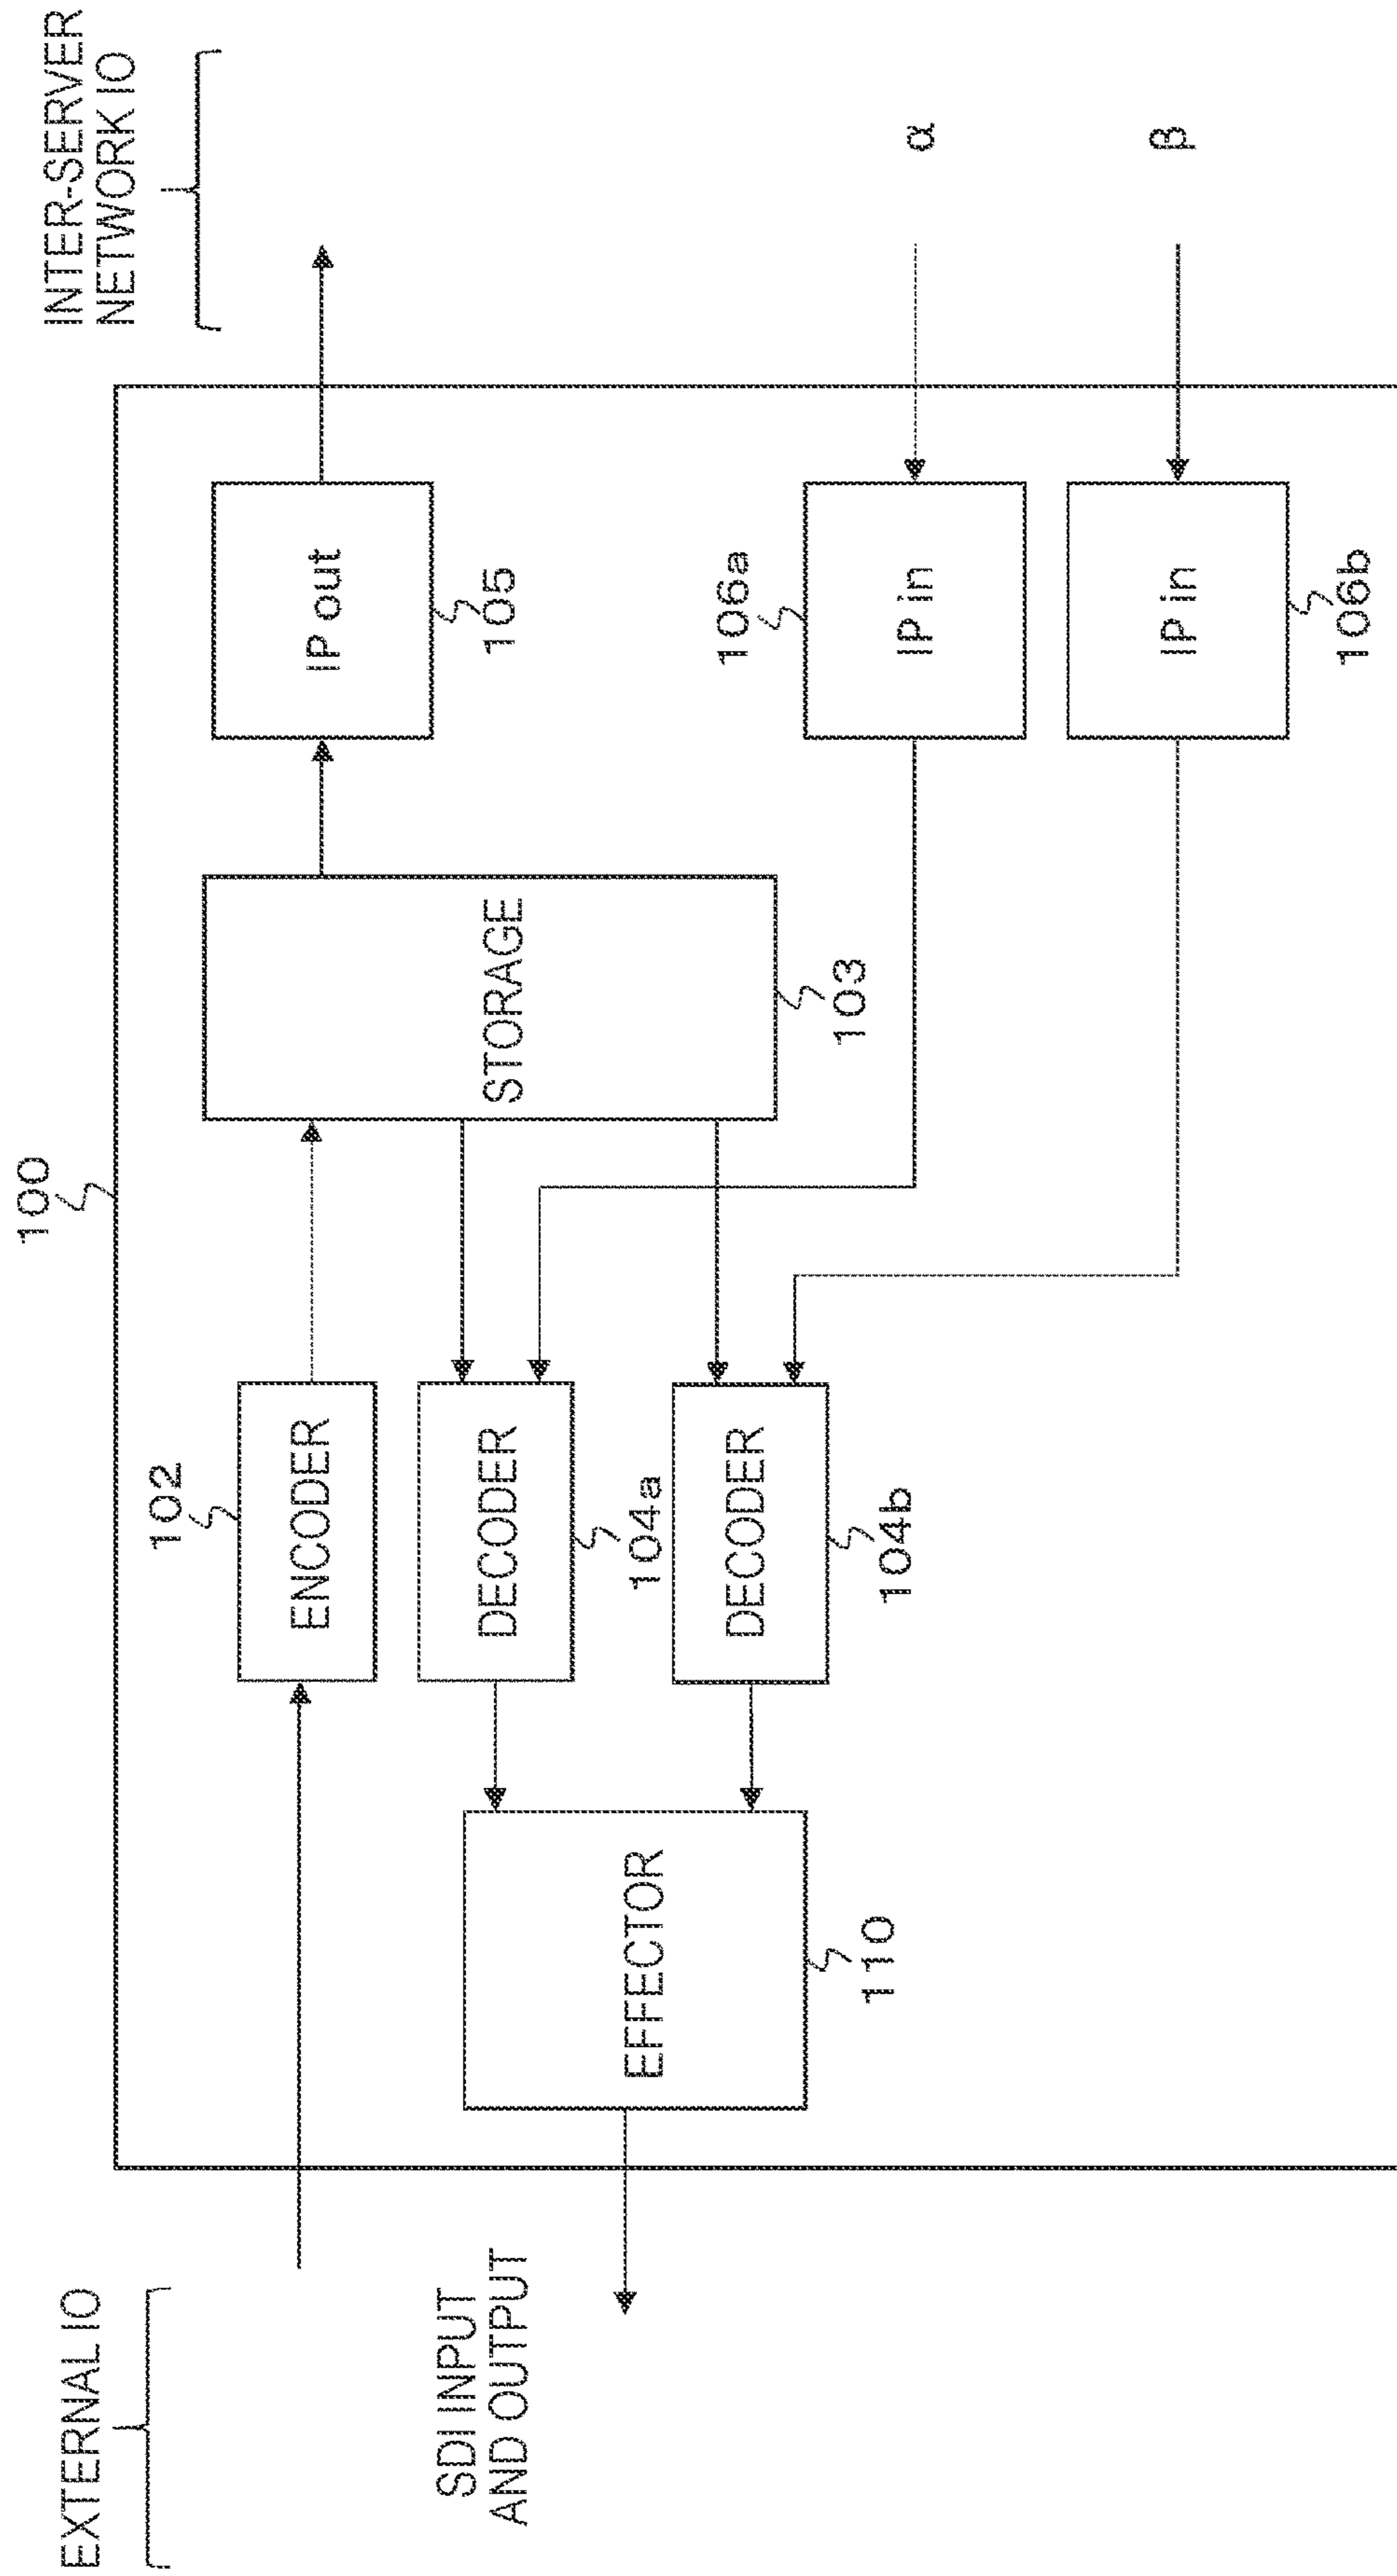 EXTERNAL IO
100
INTER-SERVER
NETWORK IO
102
ENCODER
STORAGE
103
IP out
105
SDI INPUT
AND OUTPUT
EFFECTOR
110
DECODER
104a
DECODER
104b
106a
IP in
α
IP in
106b
β